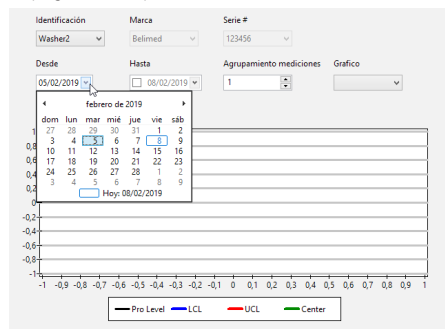 Identificación Marca Serie #
Washer2 Belimed 123456
Desde Hasta Agrupamiento mediciones Grafico
05/02/2019 08/02/2019 1
febrero de 2019
dom lun mar mié jue vie sáb
27 28 29 30 31 1 2
3 4 5 6 7 8 9
10 11 12 13 14 15 16
17 18 19 20 21 22 23
24 25 26 27 28 1 2
3 4 5 6 7 8 9
Hoy: 08/02/2019
1
0,8
0,6
0,4
0,2
0
-0,2
-0,4
-0,6
-0,8
-1
-1 -0,9 -0,8 -0,7 -0,6 -0,5 -0,4 -0,3 -0,2 -0,1 0 0,1 0,2 0,3 0,4 0,5 0,6 0,7 0,8 0,9 1
Pro Level LCL UCL Center